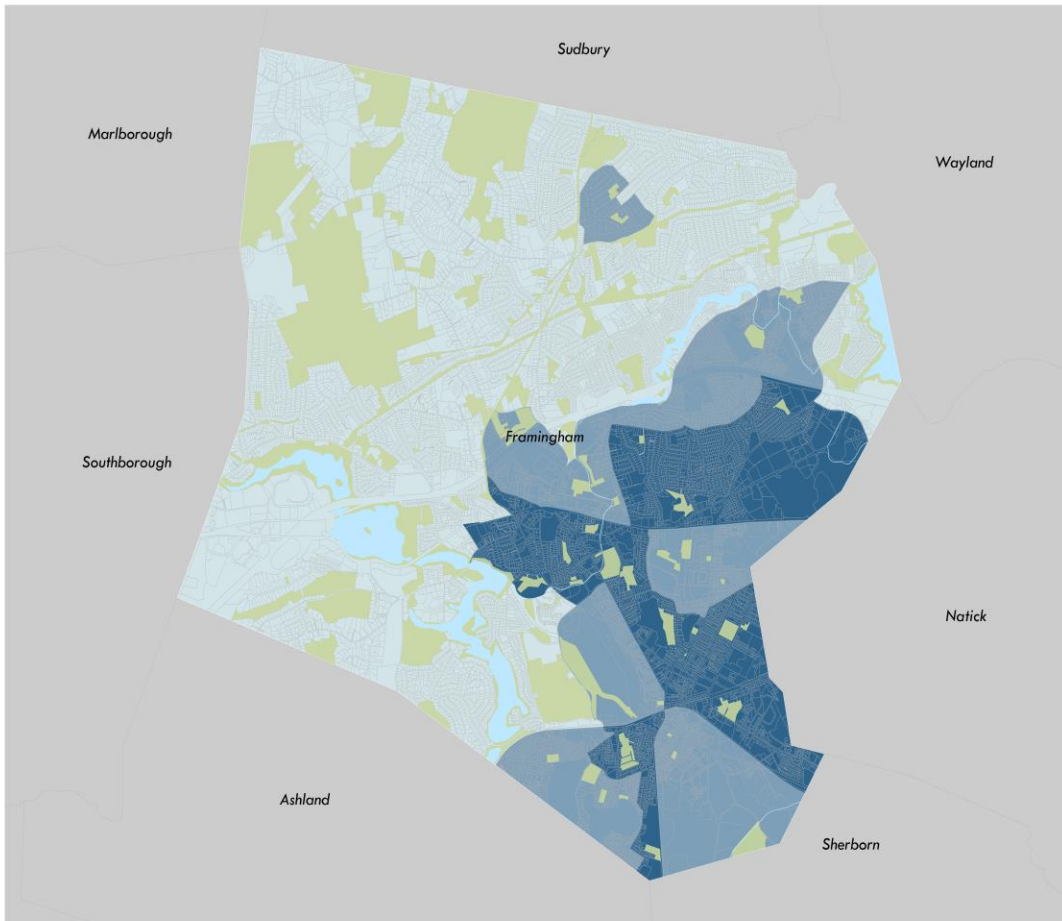 Sudbury
Marlborough
Wayland
Framingham
Southborough
Natick
Ashland
Sherborn